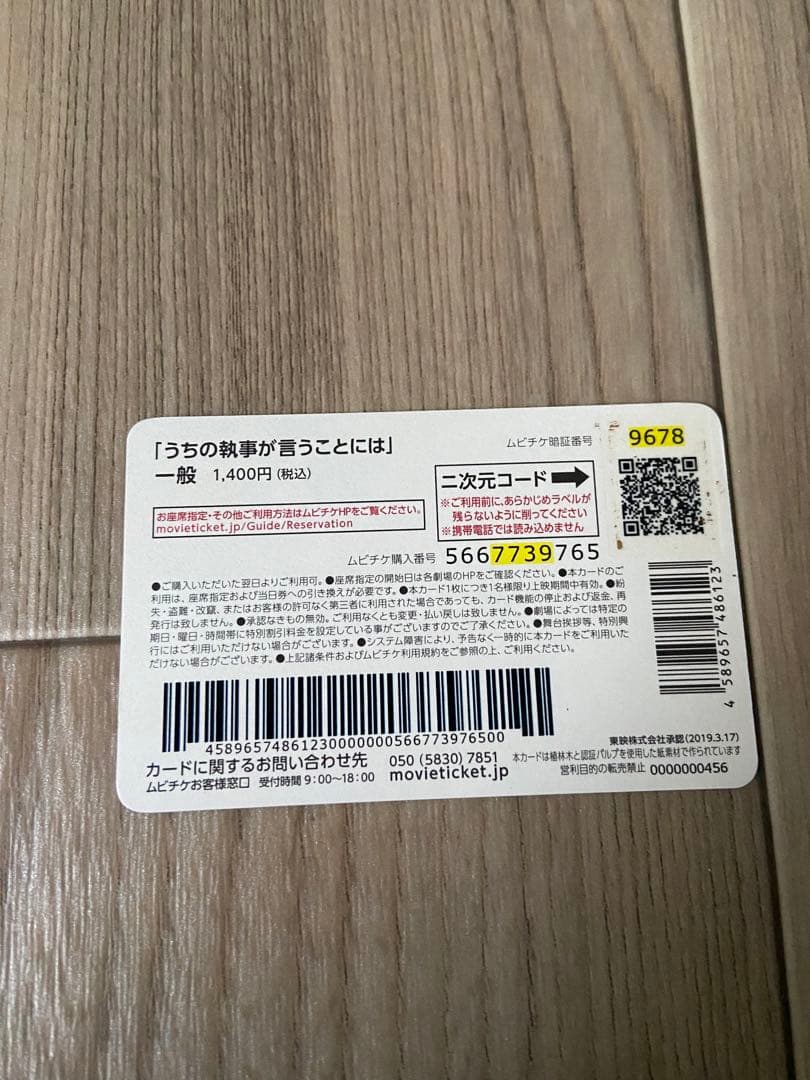 「うちの執事が言うことには」
一般 1,400円(税込)
お座席指定・その他ご利用方法はムビチケHPをご覧ください。
movieticket.jp/Guide/Reservation
ムビチケ暗証番号 9678
二次元コード
※ご利用前に、あらかじめラベルが
残らないように削ってください
※携帯電話では読み込めません
ムビチケ購入番号 5667739765
●ご購入いただいた翌日よりご利用可。●座席指定の開始日は各劇場のHPをご確認ください。●本カードのご
利用は、座席指定および当日券への引き換えが必要です。●本カード1枚につき1名様限り上映期間中有効。●紛
失・盗難・改竄、またはお客様の許可なく第三者に利用された場合であっても、カード機能の停止および返金、再
発行は致しません。●承認なきもの無効。ご利用なくとも変更・払い戻しは致しません。●劇場によっては特定の
期日・曜日・時間帯に特別割引料金を設定している事がございますのでご了承ください。●舞台挨拶等、特別興
行にはご利用いただけない場合がございます。●システム障害により、予告なく一時的に本カードをご利用いた
だけない場合がございます。●上記諸条件およびムビチケ利用規約をご参照の上、ご利用ください。
4 589657 486123
45896574861230000000566773976500
カードに関するお問い合わせ先 050 (5830) 7851
ムビチケお客様窓口 受付時間 9:00〜18:00 movieticket.jp
東映株式会社承認(2019.3.17)
本カードは植林木と認証パルプを使用した紙素材で作られています
営利目的の転売禁止 0000000456